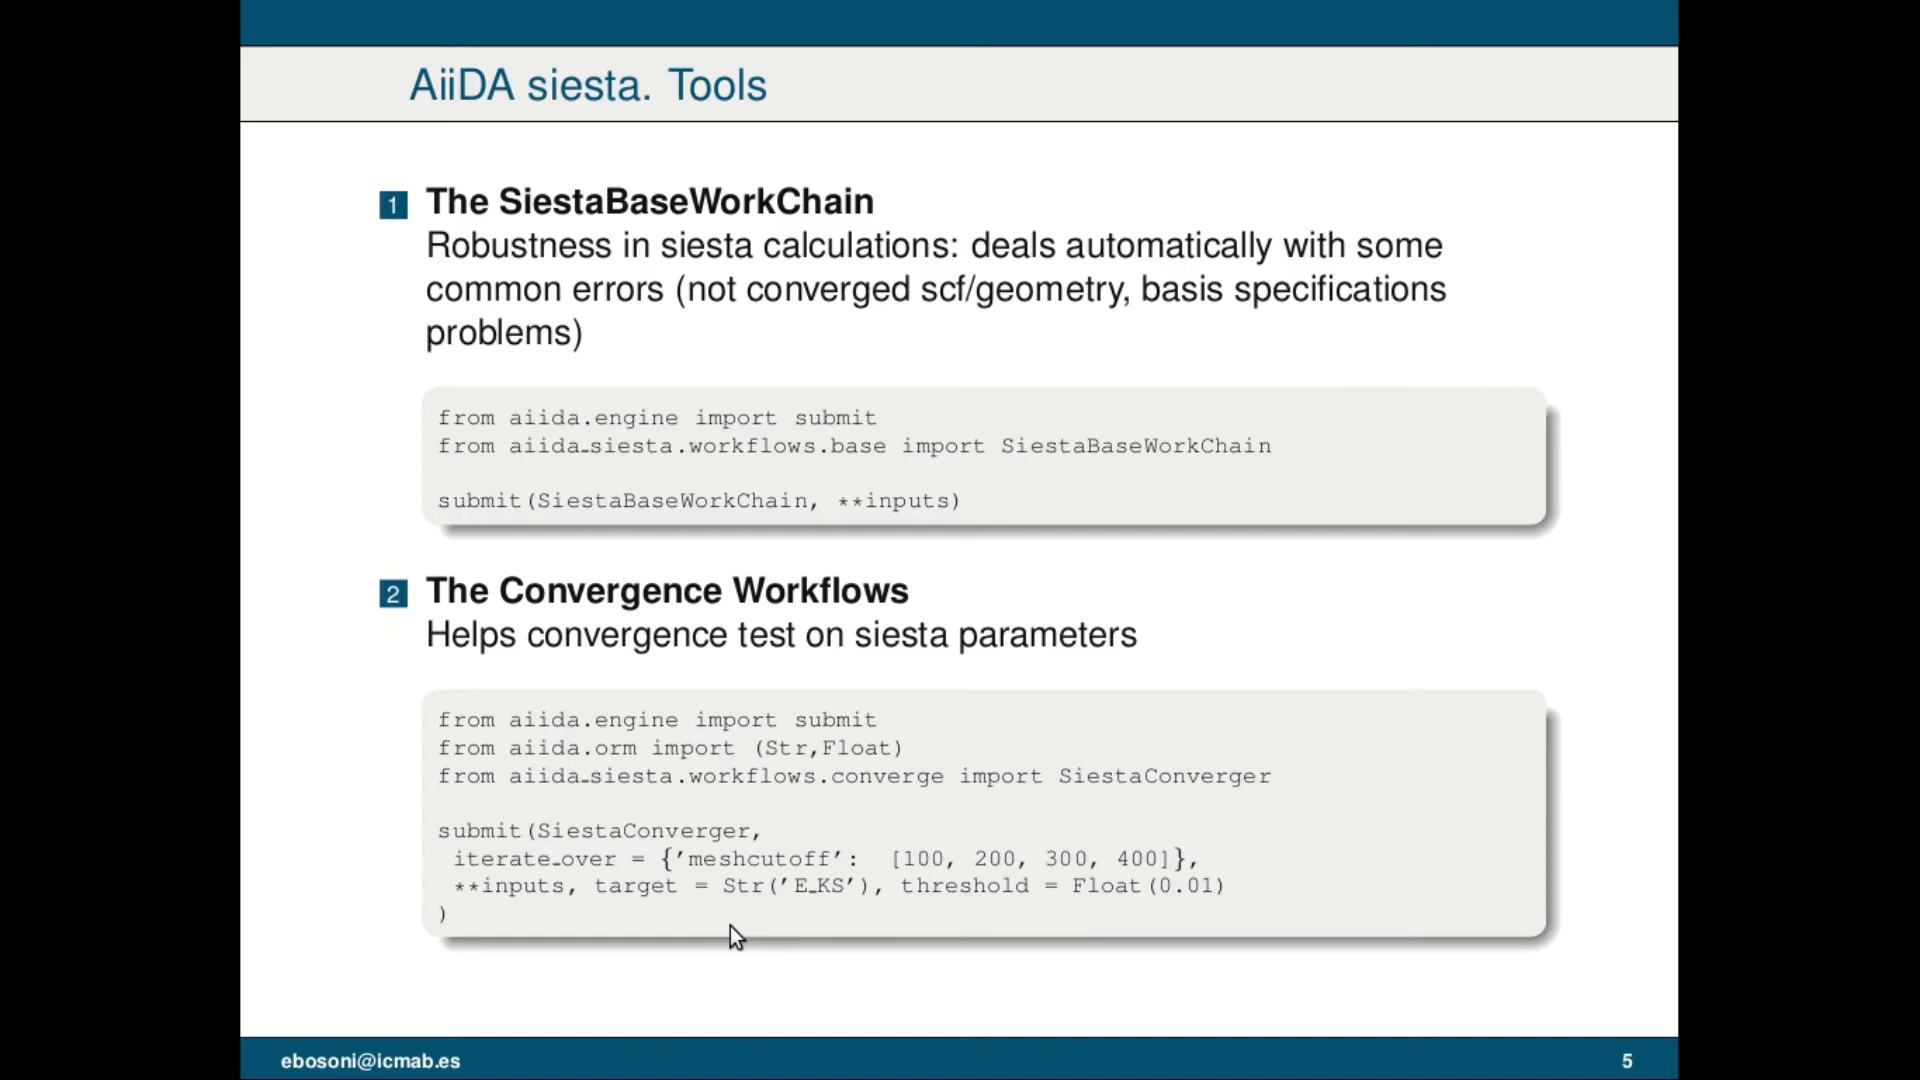 AiiDA siesta. Tools
1 The SiestaBaseWorkChain
Robustness in siesta calculations: deals automatically with some
common errors (not converged scf/geometry, basis specifications
problems)
from aiida.engine import submit
from aiida_siesta.workflows.base import SiestaBaseWorkChain
submit(SiestaBaseWorkChain, **inputs)
2 The Convergence Workflows
Helps convergence test on siesta parameters
from aiida.engine import submit
from aiida.orm import (Str,Float)
from aiida_siesta.workflows.converge import SiestaConverger
submit(SiestaConverger,
iterate_over = {'meshcutoff': [100, 200, 300, 400]},
**inputs, target = Str('E_KS'), threshold = Float(0.01)
)
ebosoni@icmab.es 5